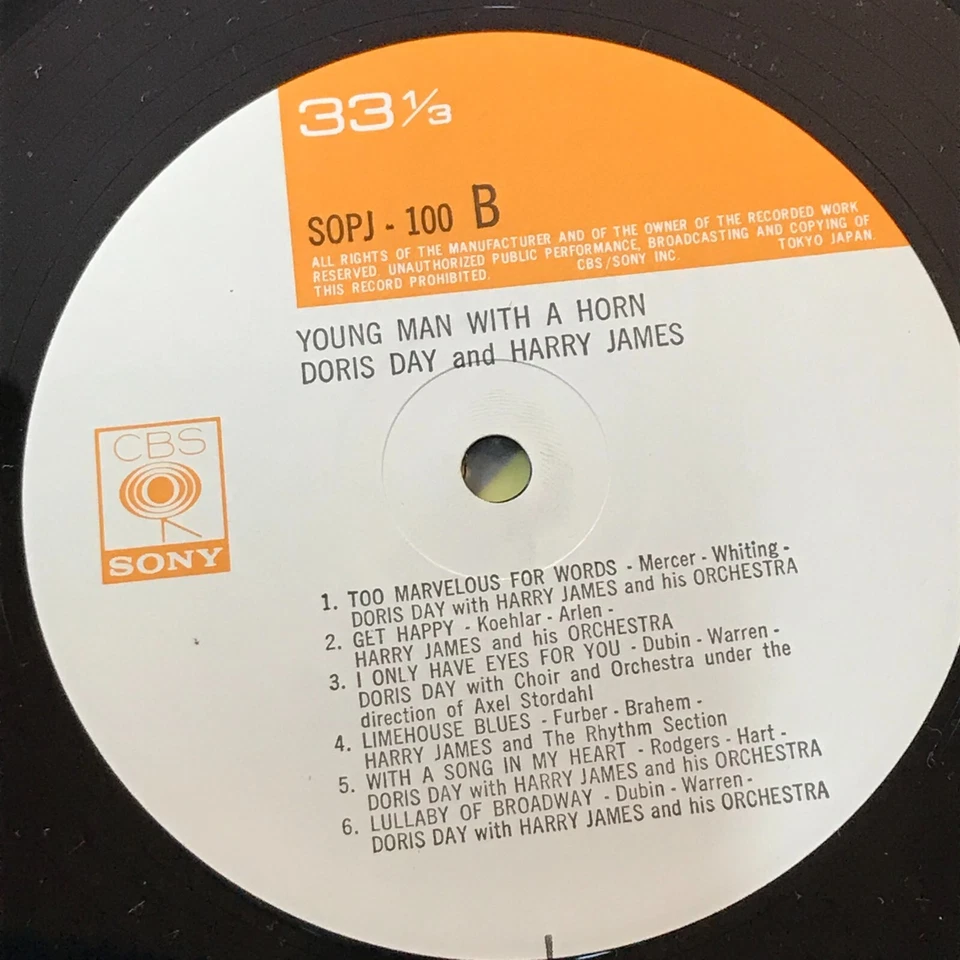 33 1/3
SOPJ - 100 B
ALL RIGHTS OF THE MANUFACTURER AND OF THE OWNER OF THE RECORDED WORK
RESERVED. UNAUTHORIZED PUBLIC PERFORMANCE, BROADCASTING AND COPYING OF
THIS RECORD PROHIBITED. CBS/SONY INC. TOKYO JAPAN.
YOUNG MAN WITH A HORN
DORIS DAY and HARRY JAMES
CBS
SONY
1. TOO MARVELOUS FOR WORDS - Mercer - Whiting -
DORIS DAY with HARRY JAMES and his ORCHESTRA
2. GET HAPPY - Koehlar - Arlen -
HARRY JAMES and his ORCHESTRA
3. I ONLY HAVE EYES FOR YOU - Dubin - Warren -
DORIS DAY with Choir and Orchestra under the
direction of Axel Stordahl
4. LIMEHOUSE BLUES - Furber - Brahem -
HARRY JAMES and The Rhythm Section
5. WITH A SONG IN MY HEART - Rodgers - Hart -
DORIS DAY with HARRY JAMES and his ORCHESTRA
6. LULLABY OF BROADWAY - Dubin - Warren -
DORIS DAY with HARRY JAMES and his ORCHESTRA